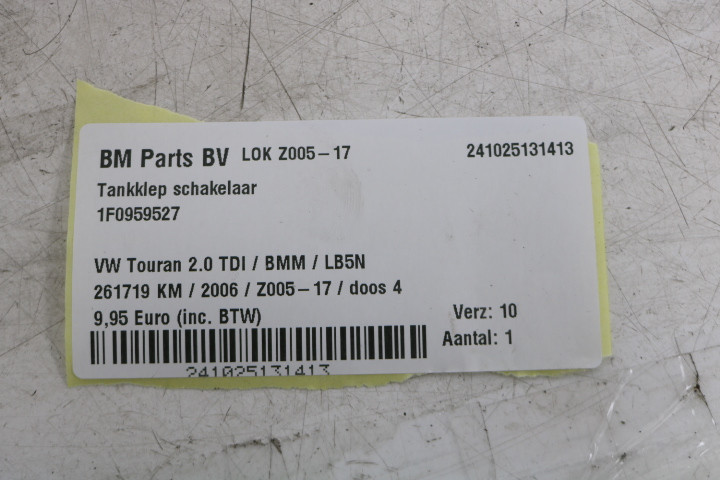 BM Parts BV LOK Z005-17 241025131413
Tankklep schakelaar
1F0959527
VW Touran 2.0 TDI / BMM / LB5N
261719 KM / 2006 / Z005-17 / doos 4
9,95 Euro (inc. BTW) Verz: 10
Aantal: 1
241025131413